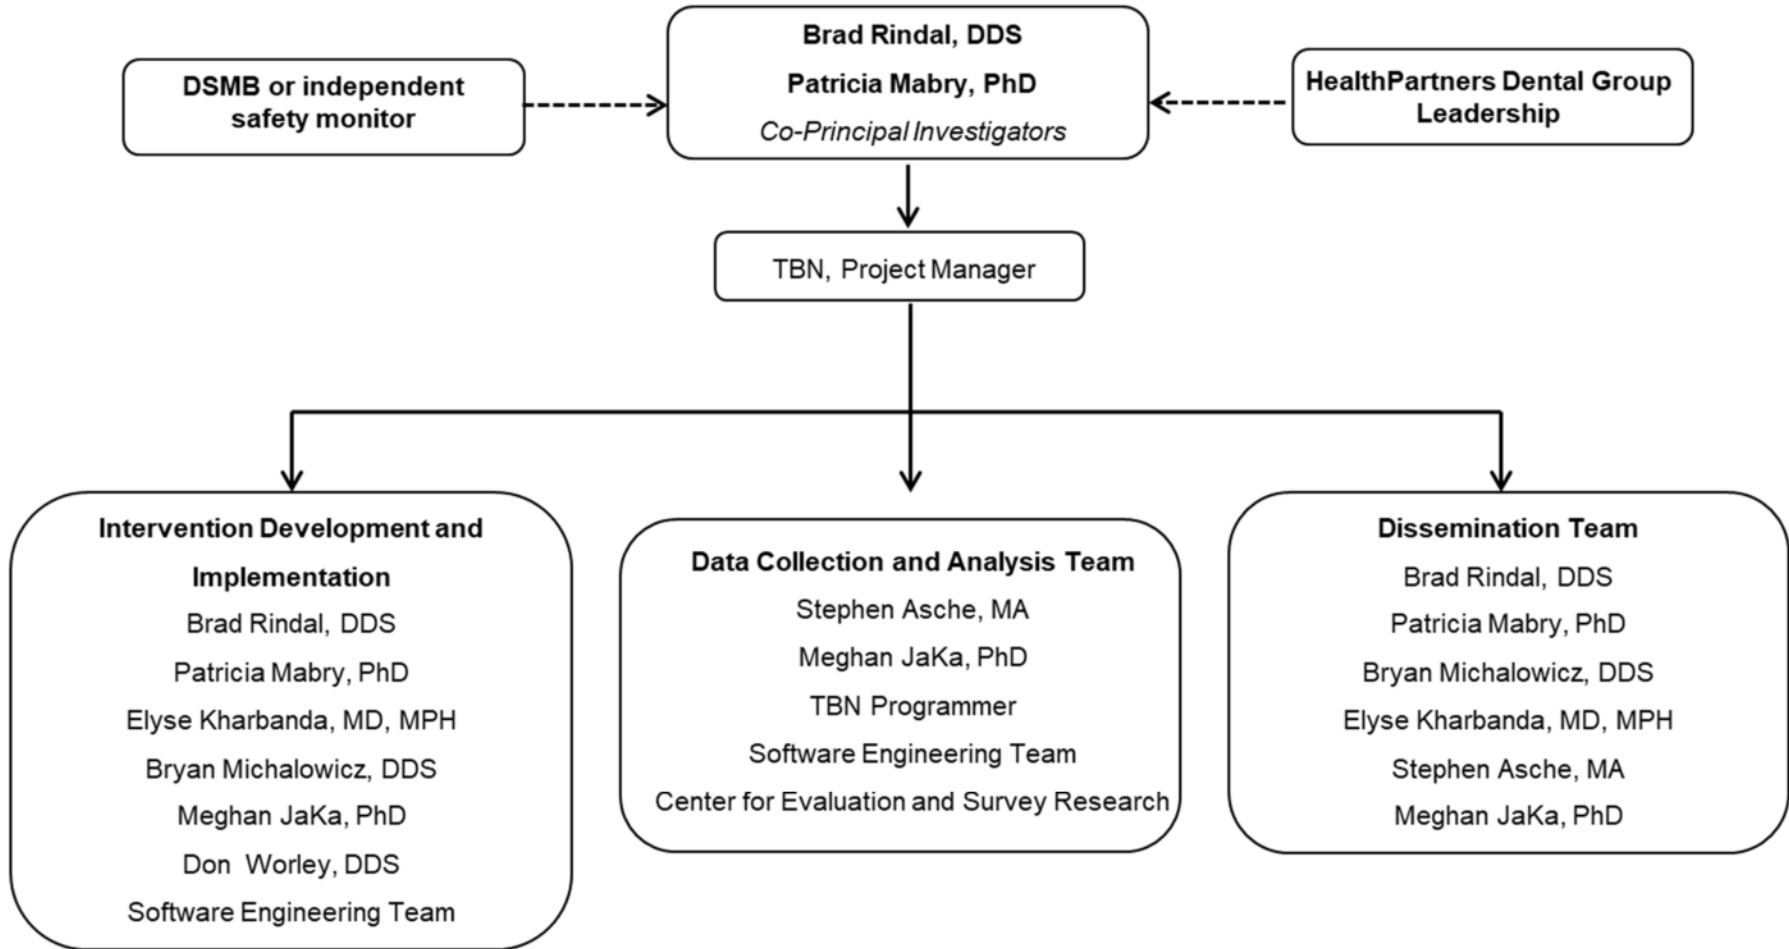 Brad Rindal, DDS
Patricia Mabry, PhD
Co-Principal Investigators
DSMB or independent
safety monitor
HealthPartners Dental Group
Leadership
TBN, Project Manager
Intervention Development and
Implementation
Brad Rindal, DDS
Patricia Mabry, PhD
Elyse Kharbanda, MD, MPH
Bryan Michalowicz, DDS
Meghan JaKa, PhD
Don Worley, DDS
Software Engineering Team
Data Collection and Analysis Team
Stephen Asche, MA
Meghan JaKa, PhD
TBN Programmer
Software Engineering Team
Center for Evaluation and Survey Research
Dissemination Team
Brad Rindal, DDS
Patricia Mabry, PhD
Bryan Michalowicz, DDS
Elyse Kharbanda, MD, MPH
Stephen Asche, MA
Meghan JaKa, PhD